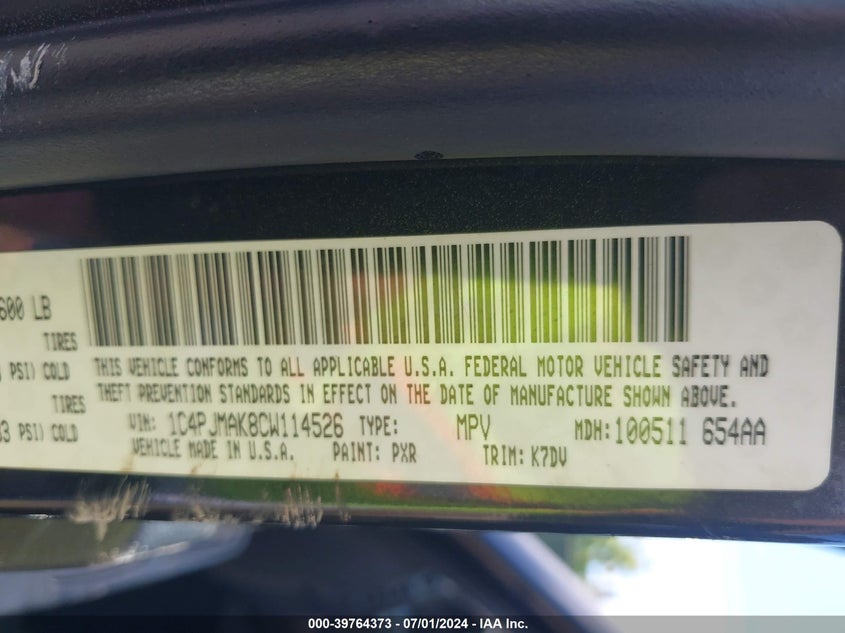 600 LB
TIRES
PSI) COLD
TIRES
33 PSI) COLD
THIS VEHICLE CONFORMS TO ALL APPLICABLE U.S.A. FEDERAL MOTOR VEHICLE SAFETY AND
THEFT PREVENTION STANDARDS IN EFFECT ON THE DATE OF MANUFACTURE SHOWN ABOVE.
VIN: 1C4PJMAK8CW114526 TYPE: MPV MDH: 100511 654AA
VEHICLE MADE IN U.S.A. PAINT: PXR TRIM: K7DV
000-39764373 / 07/01/2024 - IAA Inc.